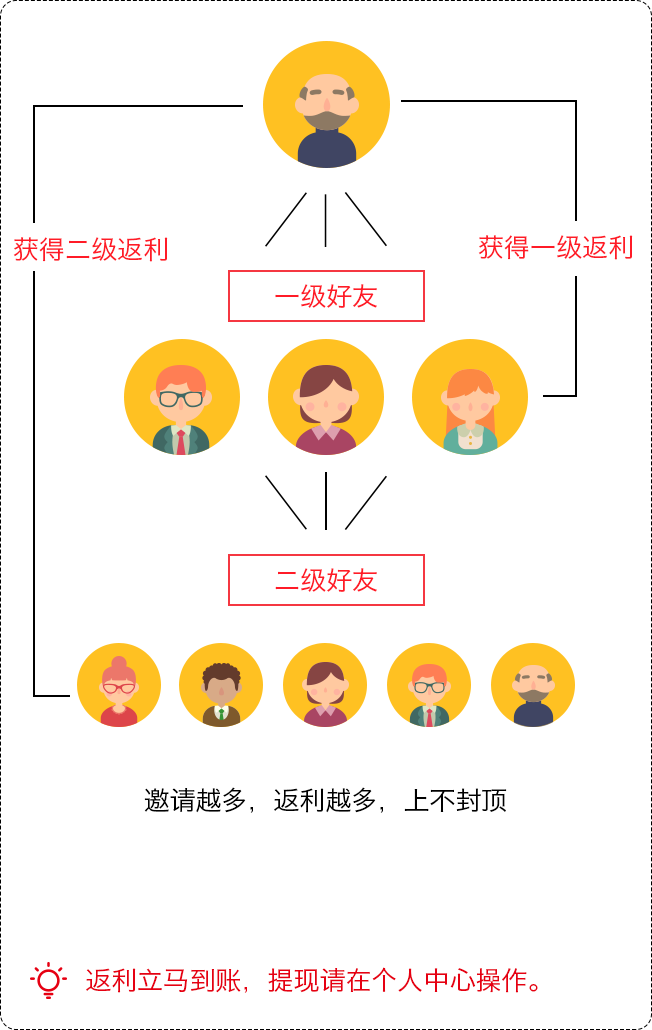 获得二级返利
获得一级返利
一级好友
二级好友
邀请越多，返利越多，上不封顶
返利立马到账，提现请在个人中心操作。